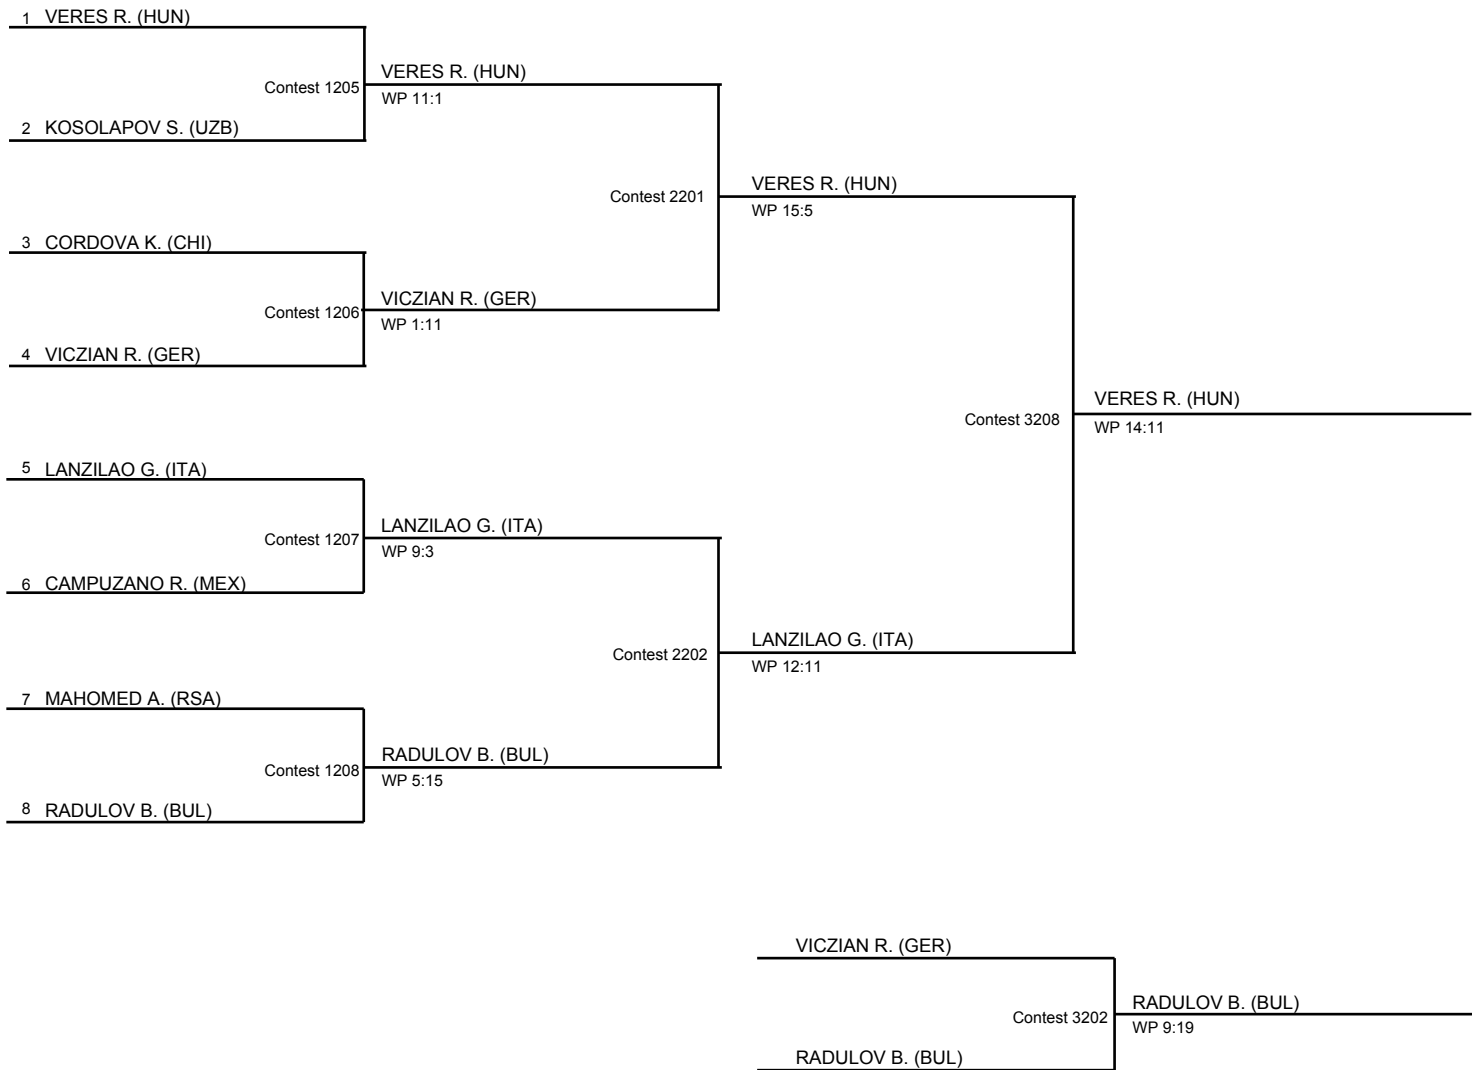 1 VERES R. (HUN)
Contest 1205
VERES R. (HUN)
WP 11:1
2 KOSOLAPOV S. (UZB)
Contest 2201
VERES R. (HUN)
WP 15:5
3 CORDOVA K. (CHI)
Contest 1206
VICZIAN R. (GER)
WP 1:11
4 VICZIAN R. (GER)
Contest 3208
VERES R. (HUN)
WP 14:11
5 LANZILAO G. (ITA)
Contest 1207
LANZILAO G. (ITA)
WP 9:3
6 CAMPUZANO R. (MEX)
Contest 2202
LANZILAO G. (ITA)
WP 12:11
7 MAHOMED A. (RSA)
Contest 1208
RADULOV B. (BUL)
WP 5:15
8 RADULOV B. (BUL)
VICZIAN R. (GER)
Contest 3202
RADULOV B. (BUL)
WP 9:19
RADULOV B. (BUL)